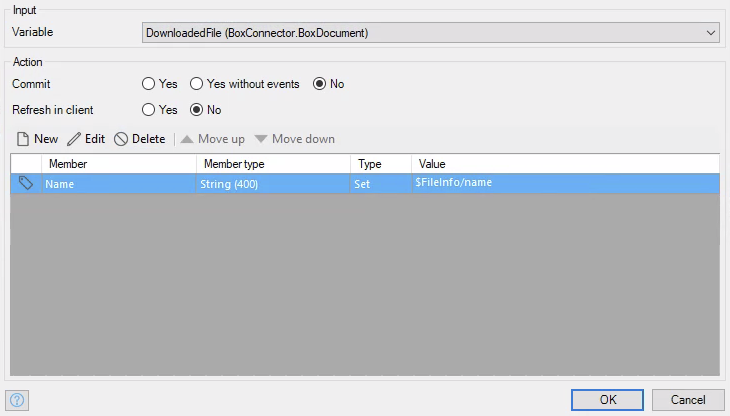 Input
Variable DownloadedFile (BoxConnector.BoxDocument)
Action
Commit Yes Yes without events No
Refresh in client Yes No
New Edit Delete Move up Move down
Member Member type Type Value
Name String (400) Set $FileInfo/name
? OK Cancel